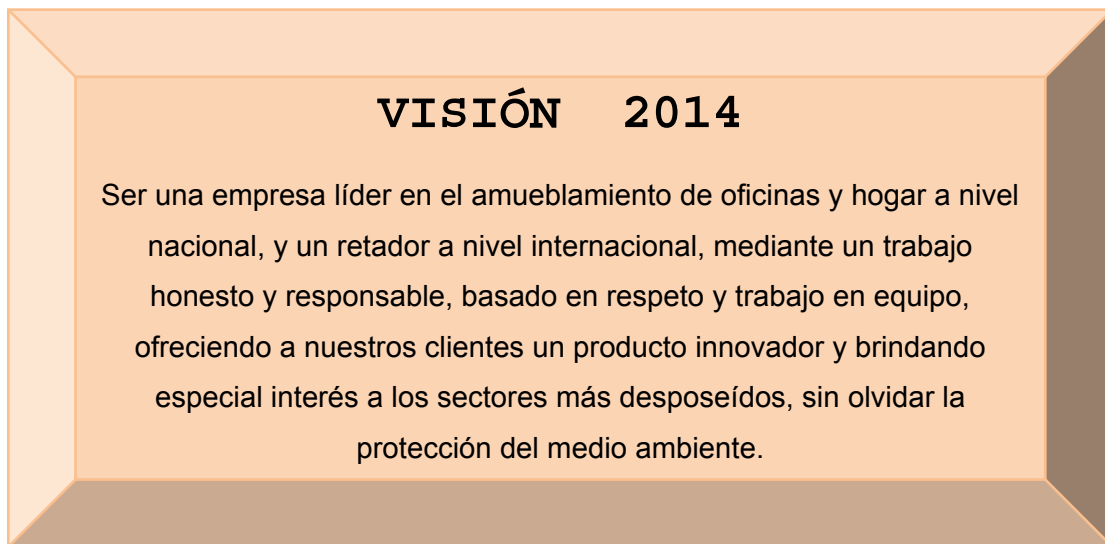 VISIÓN 2014
Ser una empresa líder en el amueblamiento de oficinas y hogar a nivel
nacional, y un retador a nivel internacional, mediante un trabajo
honesto y responsable, basado en respeto y trabajo en equipo,
ofreciendo a nuestros clientes un producto innovador y brindando
especial interés a los sectores más desposeídos, sin olvidar la
protección del medio ambiente.